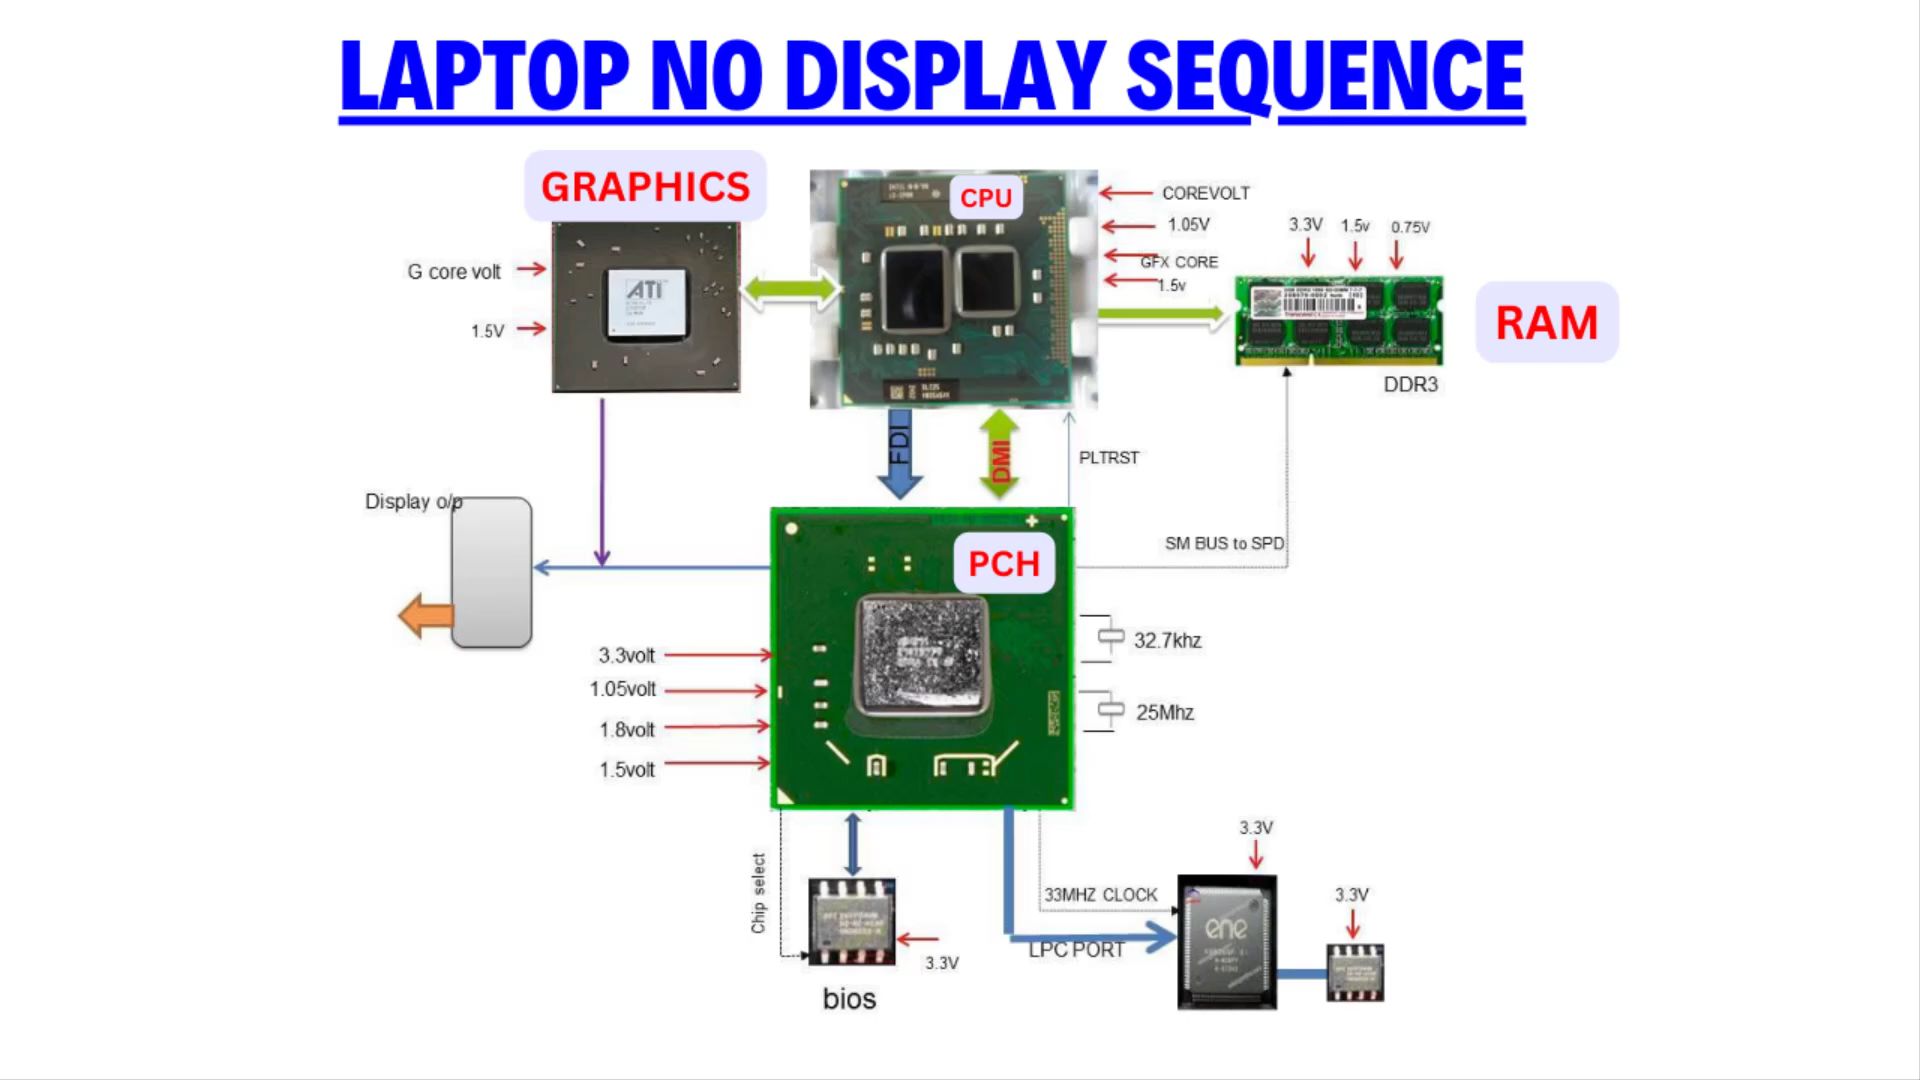 LAPTOP NO DISPLAY SEQUENCE
GRAPHICS
CPU
COREVOLT
1.05V
GFX CORE
1.5v
3.3V
1.5v
0.75V
G core volt
1.5V
ATI
RAM
DDR3
FDI
DMI
PLTRST
Display o/p
SM BUS to SPD
PCH
32.7khz
25Mhz
3.3volt
1.05volt
1.8volt
1.5volt
Chip select
3.3V
bios
33MHZ CLOCK
LPC PORT
3.3V
ene
3.3V